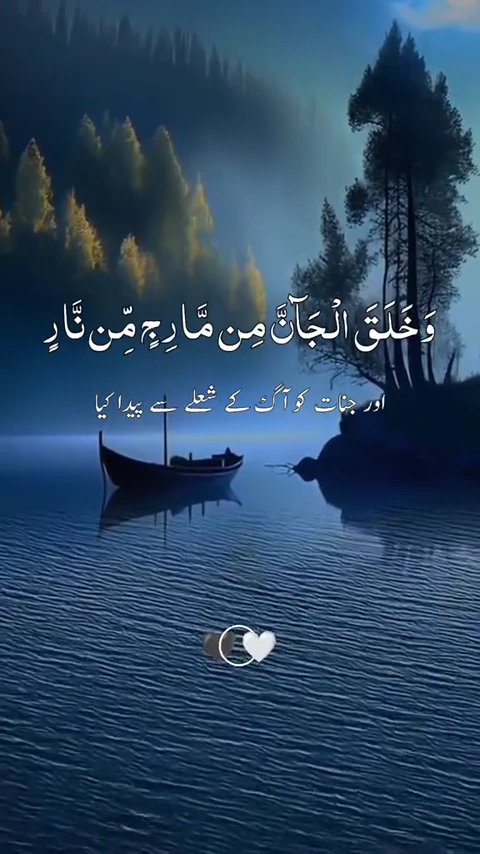 وَخَلَقَ الْجَآنَّ مِن مَّارِجٍ مِّن نَّارٍ
اور جنات کو آگ کے شعلے سے پیدا کیا